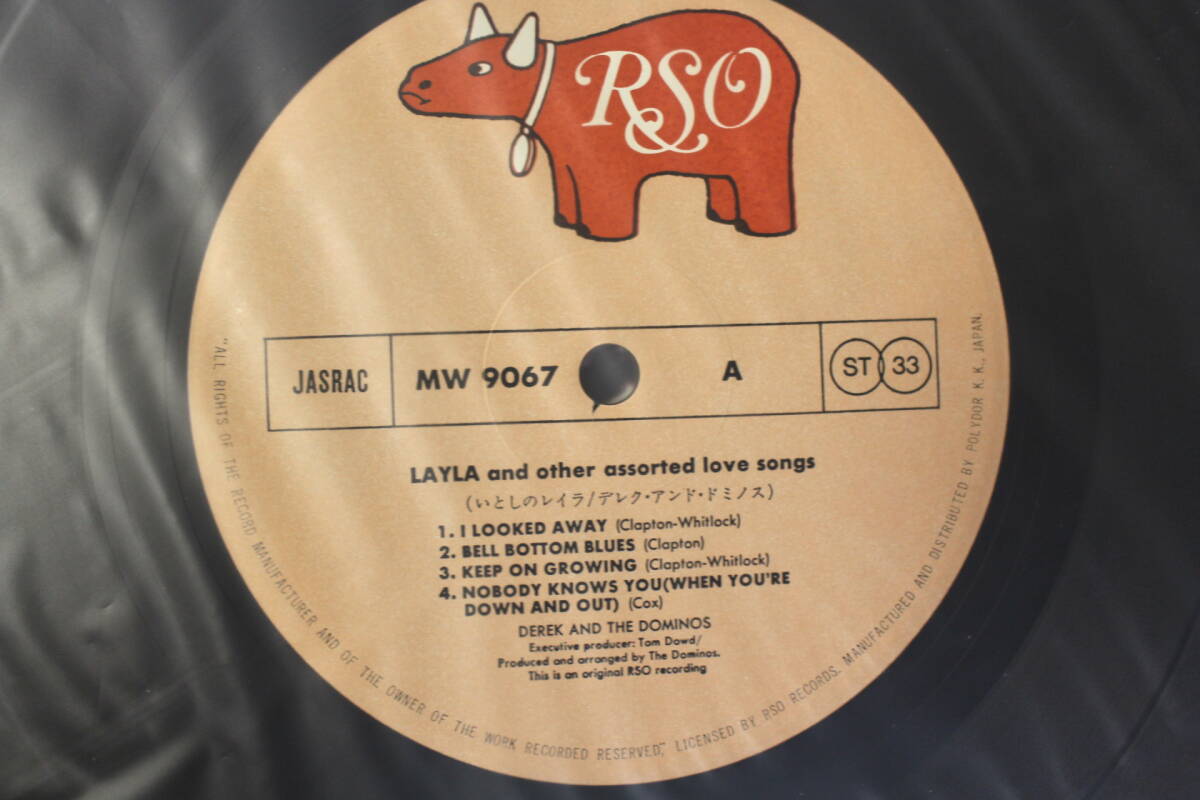 RSO
JASRAC
MW 9067
A
ST 33
LAYLA and other assorted love songs
(いとしのレイラ/デレク・アンド・ドミノス)
1. I LOOKED AWAY (Clapton-Whitlock)
2. BELL BOTTOM BLUES (Clapton)
3. KEEP ON GROWING (Clapton-Whitlock)
4. NOBODY KNOWS YOU(WHEN YOU'RE
DOWN AND OUT) (Cox)
DEREK AND THE DOMINOS
Executive producer: Tom Dowd/
Produced and arranged by The Dominos.
This is an original RSO recording
"ALL RIGHTS OF THE RECORD MANUFACTURER AND OF THE OWNER OF THE WORK RECORDED RESERVED," LICENSED BY RSO RECORDS. MANUFACTURED AND DISTRIBUTED BY POLYDOR K. K., JAPAN.